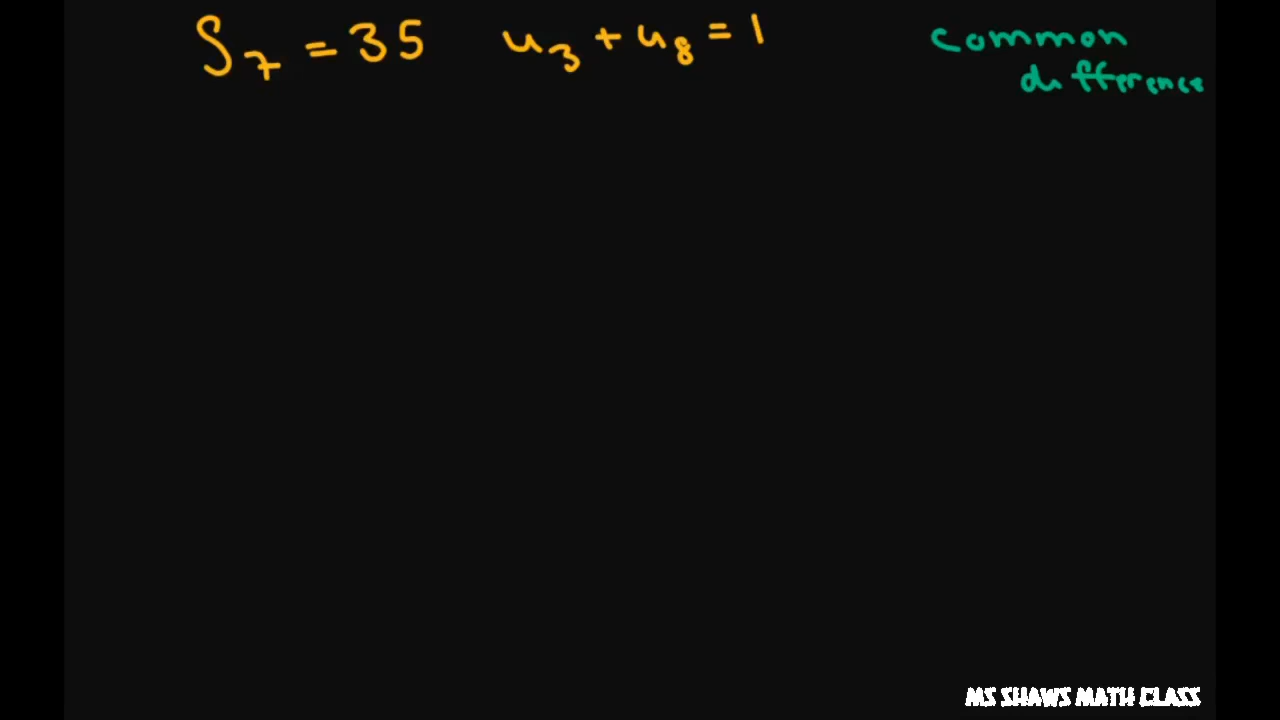 S₇ = 35 u₃ + u₈ = 1 common
difference
MS SHAWS MATH CLASS